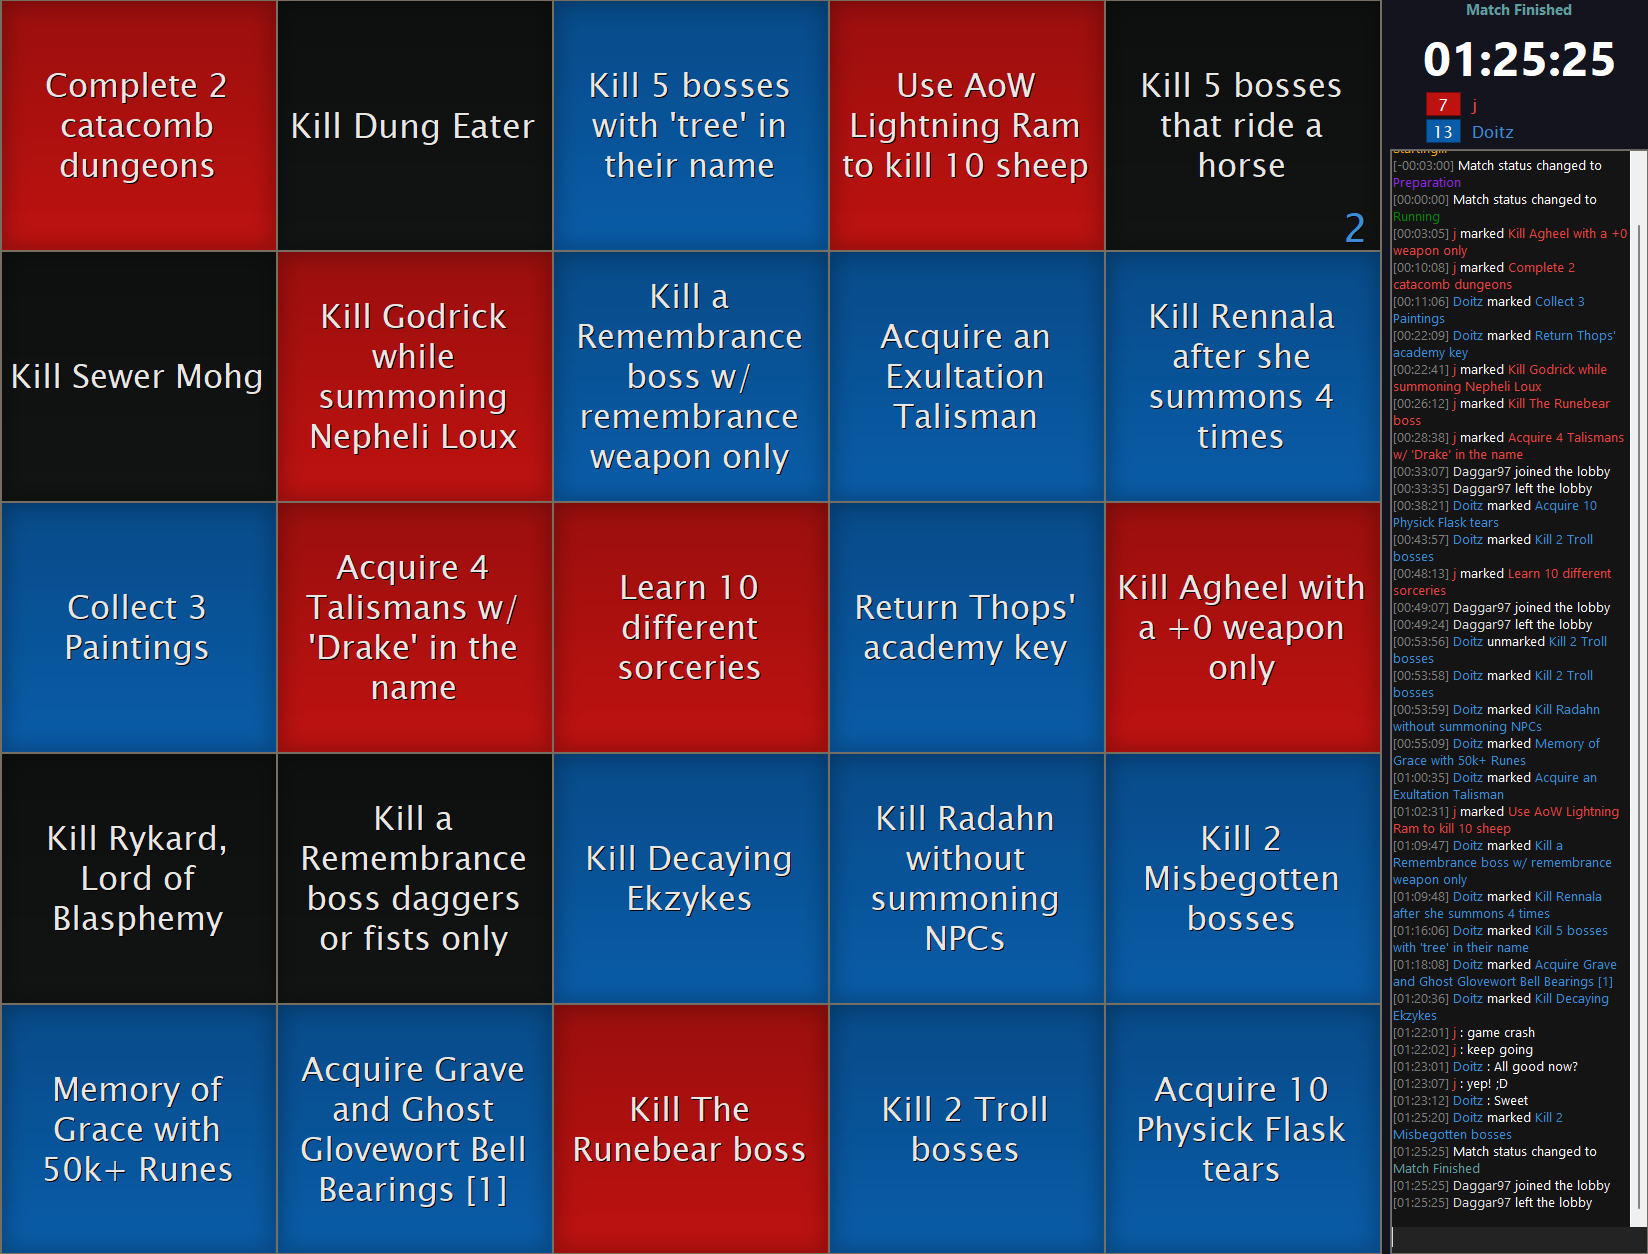 Complete 2
catacomb
dungeons
Kill Dung Eater
Kill 5 bosses
with 'tree' in
their name
Use AoW
Lightning Ram
to kill 10 sheep
Kill 5 bosses
that ride a
horse
2
Kill Sewer Mohg
Kill Godrick
while
summoning
Nepheli Loux
Kill a
Remembrance
boss w/
remembrance
weapon only
Acquire an
Exultation
Talisman
Kill Rennala
after she
summons 4
times
Collect 3
Paintings
Acquire 4
Talismans w/
'Drake' in the
name
Learn 10
different
sorceries
Return Thops'
academy key
Kill Agheel with
a +0 weapon
only
Kill Rykard,
Lord of
Blasphemy
Kill a
Remembrance
boss daggers
or fists only
Kill Decaying
Ekzykes
Kill Radahn
without
summoning
NPCs
Kill 2
Misbegotten
bosses
Memory of
Grace with
50k+ Runes
Acquire Grave
and Ghost
Glovewort Bell
Bearings [1]
Kill The
Runebear boss
Kill 2 Troll
bosses
Acquire 10
Physick Flask
tears
Match Finished
01:25:25
7 j
13 Doitz
[-00:03:00] Match status changed to
Preparation
[00:00:00] Match status changed to
Running
[00:03:05] j marked Kill Agheel with a +0
weapon only
[00:10:08] j marked Complete 2
catacomb dungeons
[00:11:06] Doitz marked Collect 3
Paintings
[00:22:09] Doitz marked Return Thops'
academy key
[00:22:41] j marked Kill Godrick while
summoning Nepheli Loux
[00:26:12] j marked Kill The Runebear
boss
[00:28:38] j marked Acquire 4 Talismans
w/ 'Drake' in the name
[00:33:07] Daggar97 joined the lobby
[00:33:35] Daggar97 left the lobby
[00:38:21] Doitz marked Acquire 10
Physick Flask tears
[00:43:57] Doitz marked Kill 2 Troll
bosses
[00:48:13] j marked Learn 10 different
sorceries
[00:49:07] Daggar97 joined the lobby
[00:49:24] Daggar97 left the lobby
[00:53:56] Doitz unmarked Kill 2 Troll
bosses
[00:53:58] Doitz marked Kill 2 Troll
bosses
[00:53:59] Doitz marked Kill Radahn
without summoning NPCs
[00:55:09] Doitz marked Memory of
Grace with 50k+ Runes
[01:00:35] Doitz marked Acquire an
Exultation Talisman
[01:02:31] j marked Use AoW Lightning
Ram to kill 10 sheep
[01:09:47] Doitz marked Kill a
Remembrance boss w/ remembrance
weapon only
[01:09:48] Doitz marked Kill Rennala
after she summons 4 times
[01:16:06] Doitz marked Kill 5 bosses
with 'tree' in their name
[01:18:08] Doitz marked Acquire Grave
and Ghost Glovewort Bell Bearings [1]
[01:20:36] Doitz marked Kill Decaying
Ekzykes
[01:22:01] j : game crash
[01:22:02] j : keep going
[01:23:01] Doitz : All good now?
[01:23:07] j : yep! ;D
[01:23:12] Doitz : Sweet
[01:25:20] Doitz marked Kill 2
Misbegotten bosses
[01:25:25] Match status changed to
Match Finished
[01:25:25] Daggar97 joined the lobby
[01:25:25] Daggar97 left the lobby